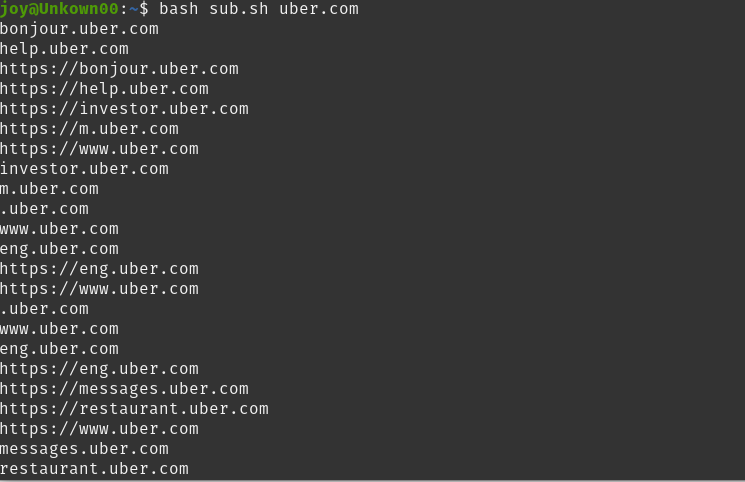 joy@Unkown00:~$ bash sub.sh uber.com
bonjour.uber.com
help.uber.com
https://bonjour.uber.com
https://help.uber.com
https://investor.uber.com
https://m.uber.com
https://www.uber.com
investor.uber.com
m.uber.com
.uber.com
www.uber.com
eng.uber.com
https://eng.uber.com
https://www.uber.com
.uber.com
www.uber.com
eng.uber.com
https://eng.uber.com
https://messages.uber.com
https://restaurant.uber.com
https://www.uber.com
messages.uber.com
restaurant.uber.com